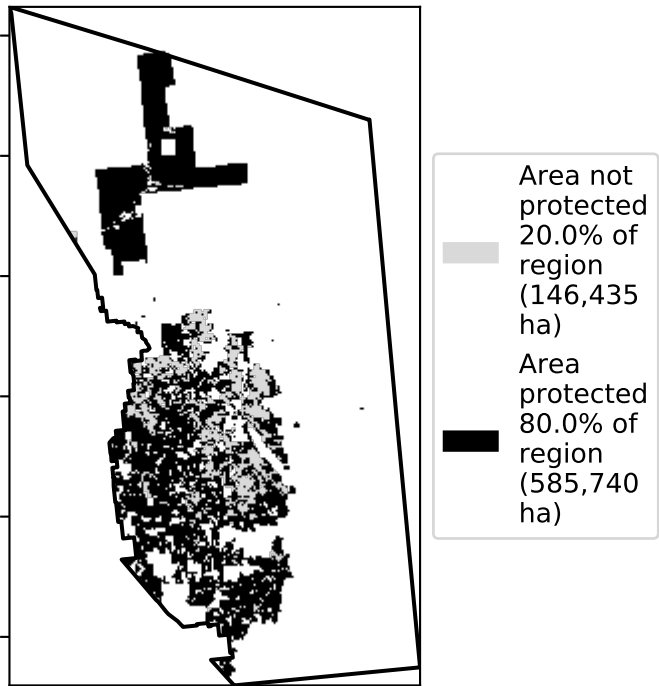 Area not
protected
20.0% of
region
(146,435
ha)
Area
protected
80.0% of
region
(585,740
ha)